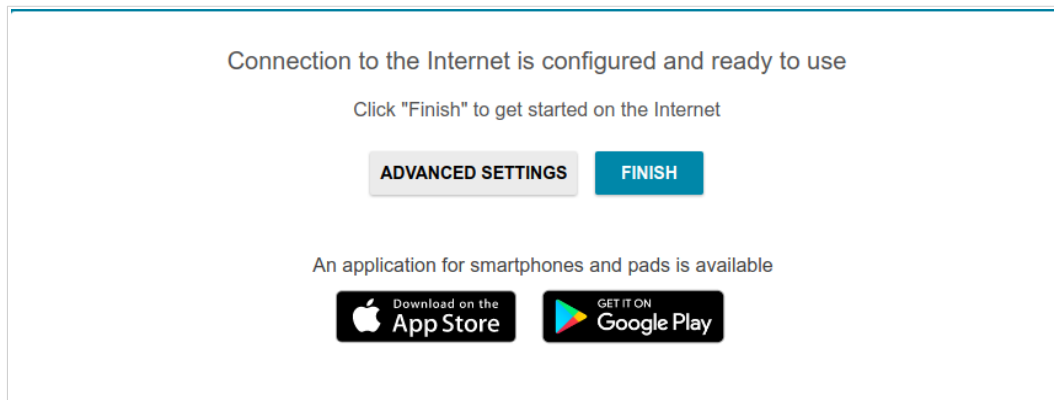 Connection to the Internet is configured and ready to use
Click "Finish" to get started on the Internet
ADVANCED SETTINGS FINISH
An application for smartphones and pads is available
Download on the GET IT ON
App Store Google Play